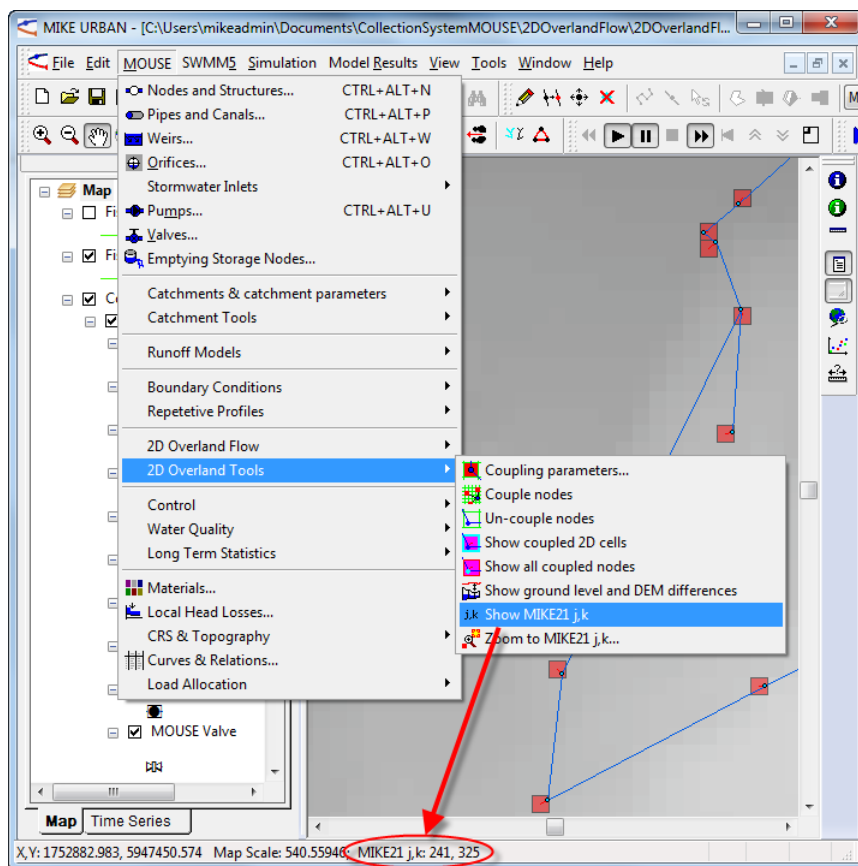 MIKE URBAN - [C:\Users\mikeadmin\Documents\CollectionSystemMOUSE\2DOverlandFlow\2DOverlandFl...
File Edit MOUSE SWMM5 Simulation Model Results View Tools Window Help
Nodes and Structures... CTRL+ALT+N
Pipes and Canals... CTRL+ALT+P
Weirs... CTRL+ALT+W
Orifices... CTRL+ALT+O
Stormwater Inlets
Pumps... CTRL+ALT+U
Valves...
Emptying Storage Nodes...
Catchments & catchment parameters
Catchment Tools
Runoff Models
Boundary Conditions
Repetetive Profiles
2D Overland Flow
2D Overland Tools
Control
Water Quality
Long Term Statistics
Materials...
Local Head Losses...
CRS & Topography
Curves & Relations...
Load Allocation
Coupling parameters...
Couple nodes
Un-couple nodes
Show coupled 2D cells
Show all coupled nodes
Show ground level and DEM differences
j,k Show MIKE21 j,k
Zoom to MIKE21 j,k...
Map
MOUSE Valve
Map Time Series
X,Y: 1752882.983, 5947450.574 Map Scale: 540.55946; MIKE21 j,k: 241, 325